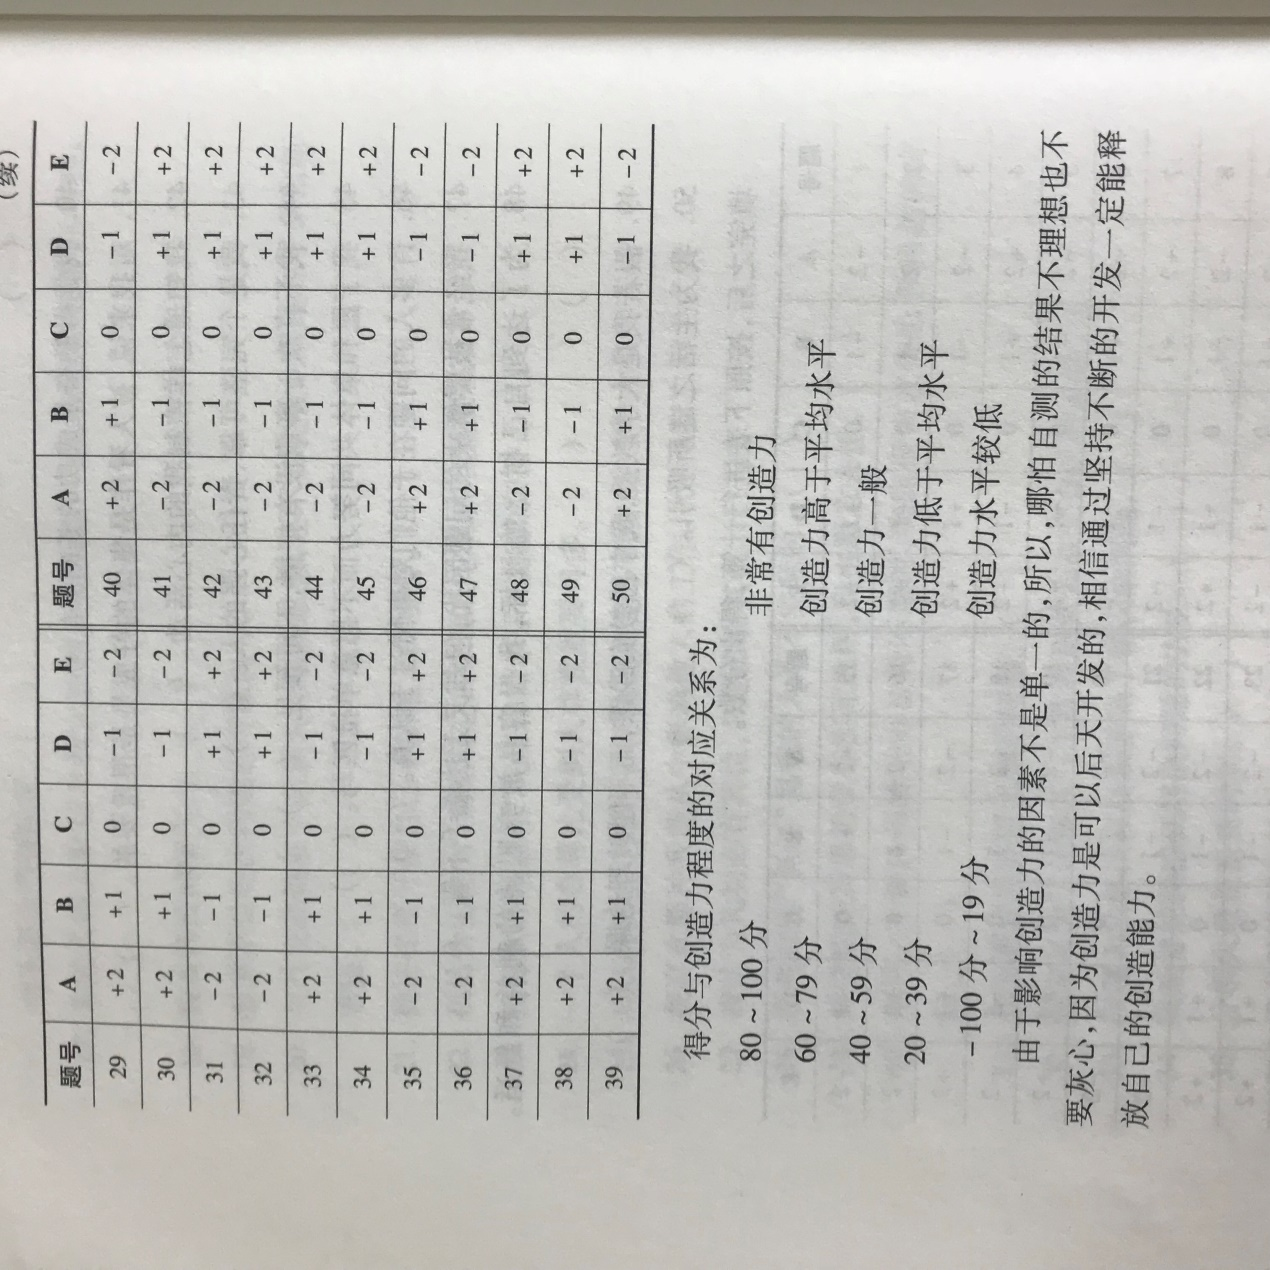 (续)
题号 A B C D E 题号 A B C D E
29 +2 +1 0 -1 -2 40 +2 +1 0 -1 -2
30 +2 +1 0 -1 -2 41 -2 -1 0 +1 +2
31 -2 -1 0 +1 +2 42 -2 -1 0 +1 +2
32 -2 -1 0 +1 +2 43 -2 -1 0 +1 +2
33 +2 +1 0 -1 -2 44 -2 -1 0 +1 +2
34 +2 +1 0 -1 -2 45 -2 -1 0 +1 +2
35 -2 -1 0 +1 +2 46 +2 +1 0 -1 -2
36 -2 -1 0 +1 +2 47 +2 +1 0 -1 -2
37 +2 +1 0 -1 -2 48 -2 -1 0 +1 +2
38 +2 +1 0 -1 -2 49 -2 -1 0 +1 +2
39 +2 +1 0 -1 -2 50 +2 +1 0 -1 -2
得分与创造力程度的对应关系为：
80~100分 非常有创造力
60~79分 创造力高于平均水平
40~59分 创造力一般
20~39分 创造力低于平均水平
-100分~19分 创造力水平较低
由于影响创造力的因素不是单一的,所以,哪怕自测的结果不理想也不
要灰心,因为创造力是可以后天开发的,相信通过坚持不断的开发一定能释
放自己的创造能力。